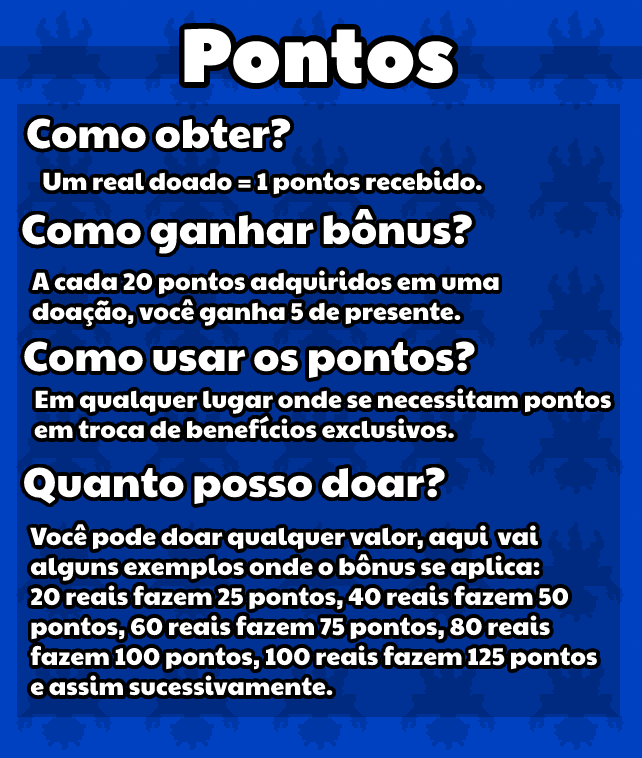 Pontos
Como obter?
Um real doado = 1 pontos recebido.
Como ganhar bônus?
A cada 20 pontos adquiridos em uma
doação, você ganha 5 de presente.
Como usar os pontos?
Em qualquer lugar onde se necessitam pontos
em troca de benefícios exclusivos.
Quanto posso doar?
Você pode doar qualquer valor, aqui  vai
alguns exemplos onde o bônus se aplica:
20 reais fazem 25 pontos, 40 reais fazem 50
pontos, 60 reais fazem 75 pontos, 80 reais
fazem 100 pontos, 100 reais fazem 125 pontos
e assim sucessivamente.